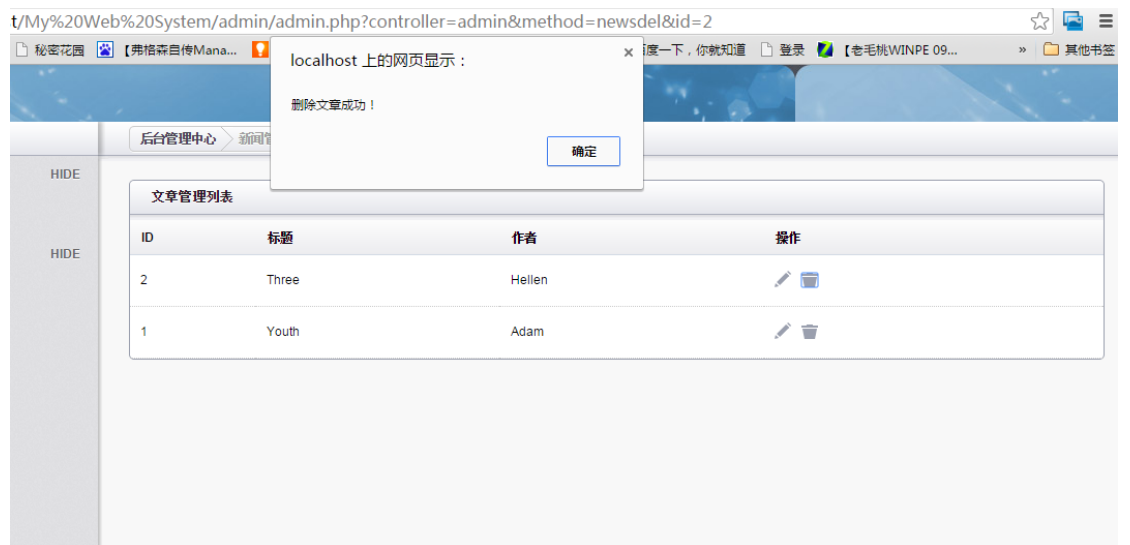 t/My%20Web%20System/admin/admin.php?controller=admin&method=newsdel&id=2
秘密花园 【弗格森自传Mana... 度一下，你就知道 登录 【老毛桃WINPE 09... » 其他书签
localhost 上的网页显示：
删除文章成功！
确定
后台管理中心 新闻
HIDE
文章管理列表
ID 标题 作者 操作
HIDE
2 Three Hellen
1 Youth Adam